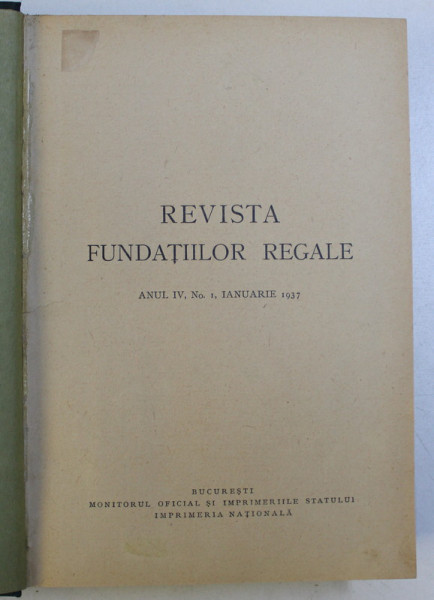 REVISTA
FUNDAȚIILOR REGALE
ANUL IV, No. 1, IANUARIE 1937
BUCUREȘTI
MONITORUL OFICIAL ȘI IMPRIMERIILE STATULUI
IMPRIMERIA NAȚIONALĂ